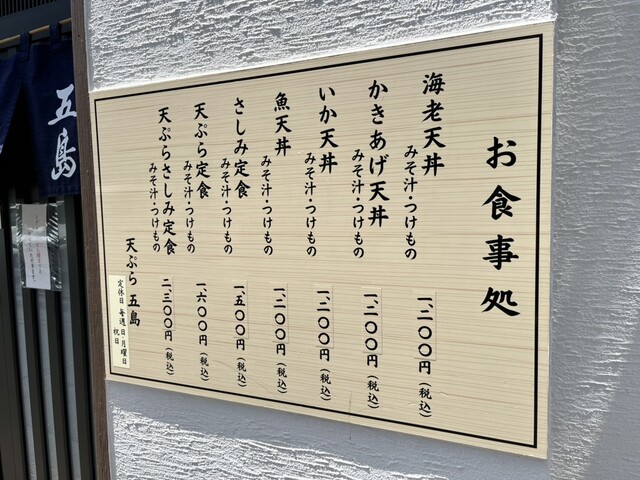 お食事処
海老天丼
みそ汁・つけもの
一、二〇〇円(税込)
かきあげ天丼
みそ汁・つけもの
一、二〇〇円(税込)
いか天丼
みそ汁・つけもの
一、二〇〇円(税込)
魚天丼
みそ汁・つけもの
一、二〇〇円(税込)
さしみ定食
みそ汁・つけもの
一、五〇〇円(税込)
天ぷら定食
みそ汁・つけもの
一、六〇〇円(税込)
天ぷらさしみ定食
みそ汁・つけもの
二、三〇〇円(税込)
天ぷら 五島
定休日 毎週日・月曜日
祝日
五島